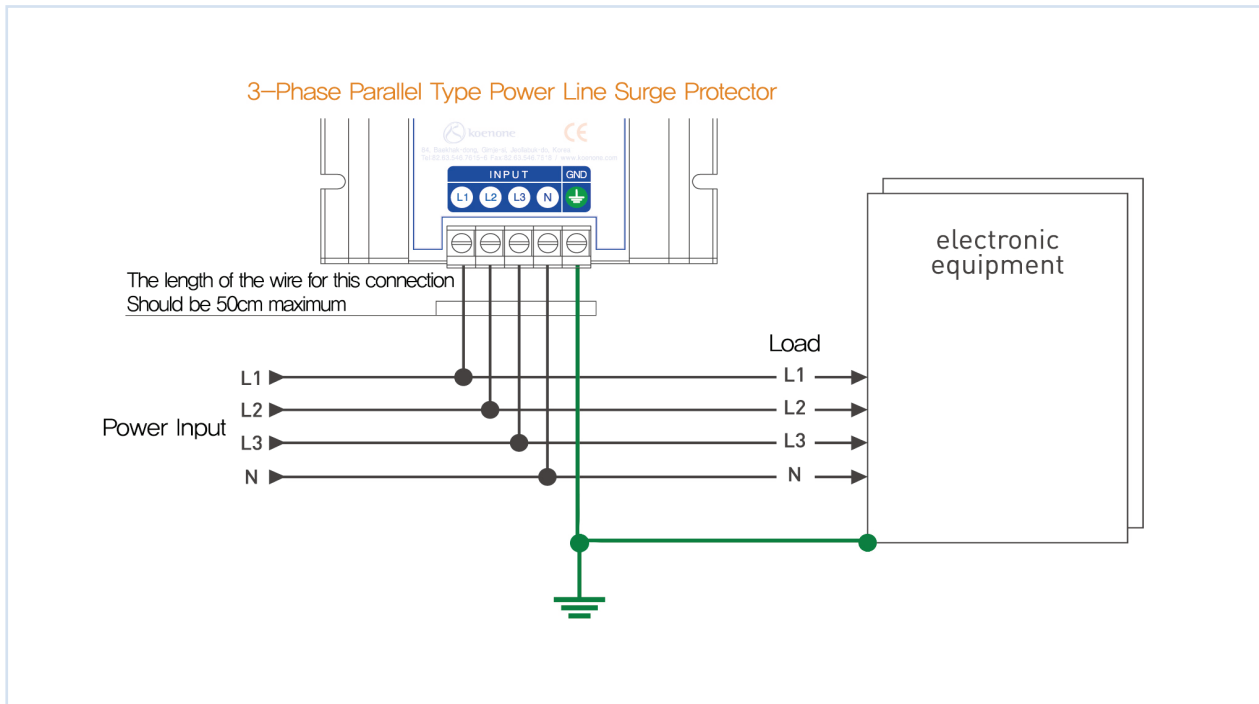 3-Phase Parallel Type Power Line Surge Protector
koenone CE
INPUT GND
L1 L2 L3 N
The length of the wire for this connection
Should be 50cm maximum
electronic
equipment
Load
L1 L1
L2 L2
Power Input
L3 L3
N N